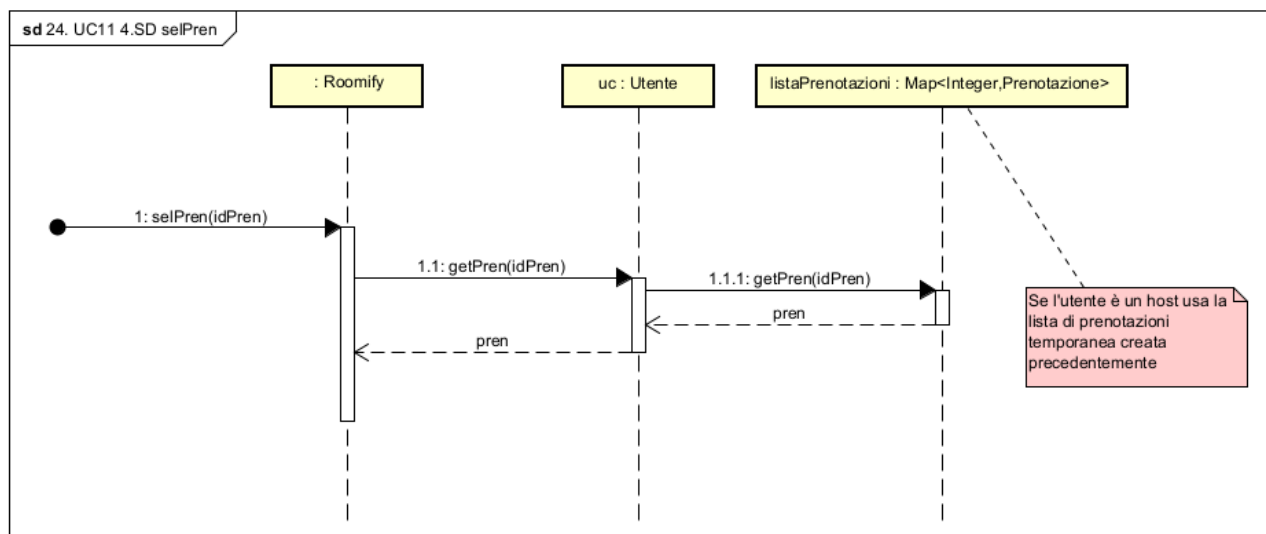 sd 24. UC11 4.SD selPren
: Roomify
uc : Utente
listaPrenotazioni : Map<Integer,Prenotazione>
1: selPren(idPren)
1.1: getPren(idPren)
1.1.1: getPren(idPren)
pren
pren
Se l'utente è un host usa la
lista di prenotazioni
temporanea creata
precedentemente